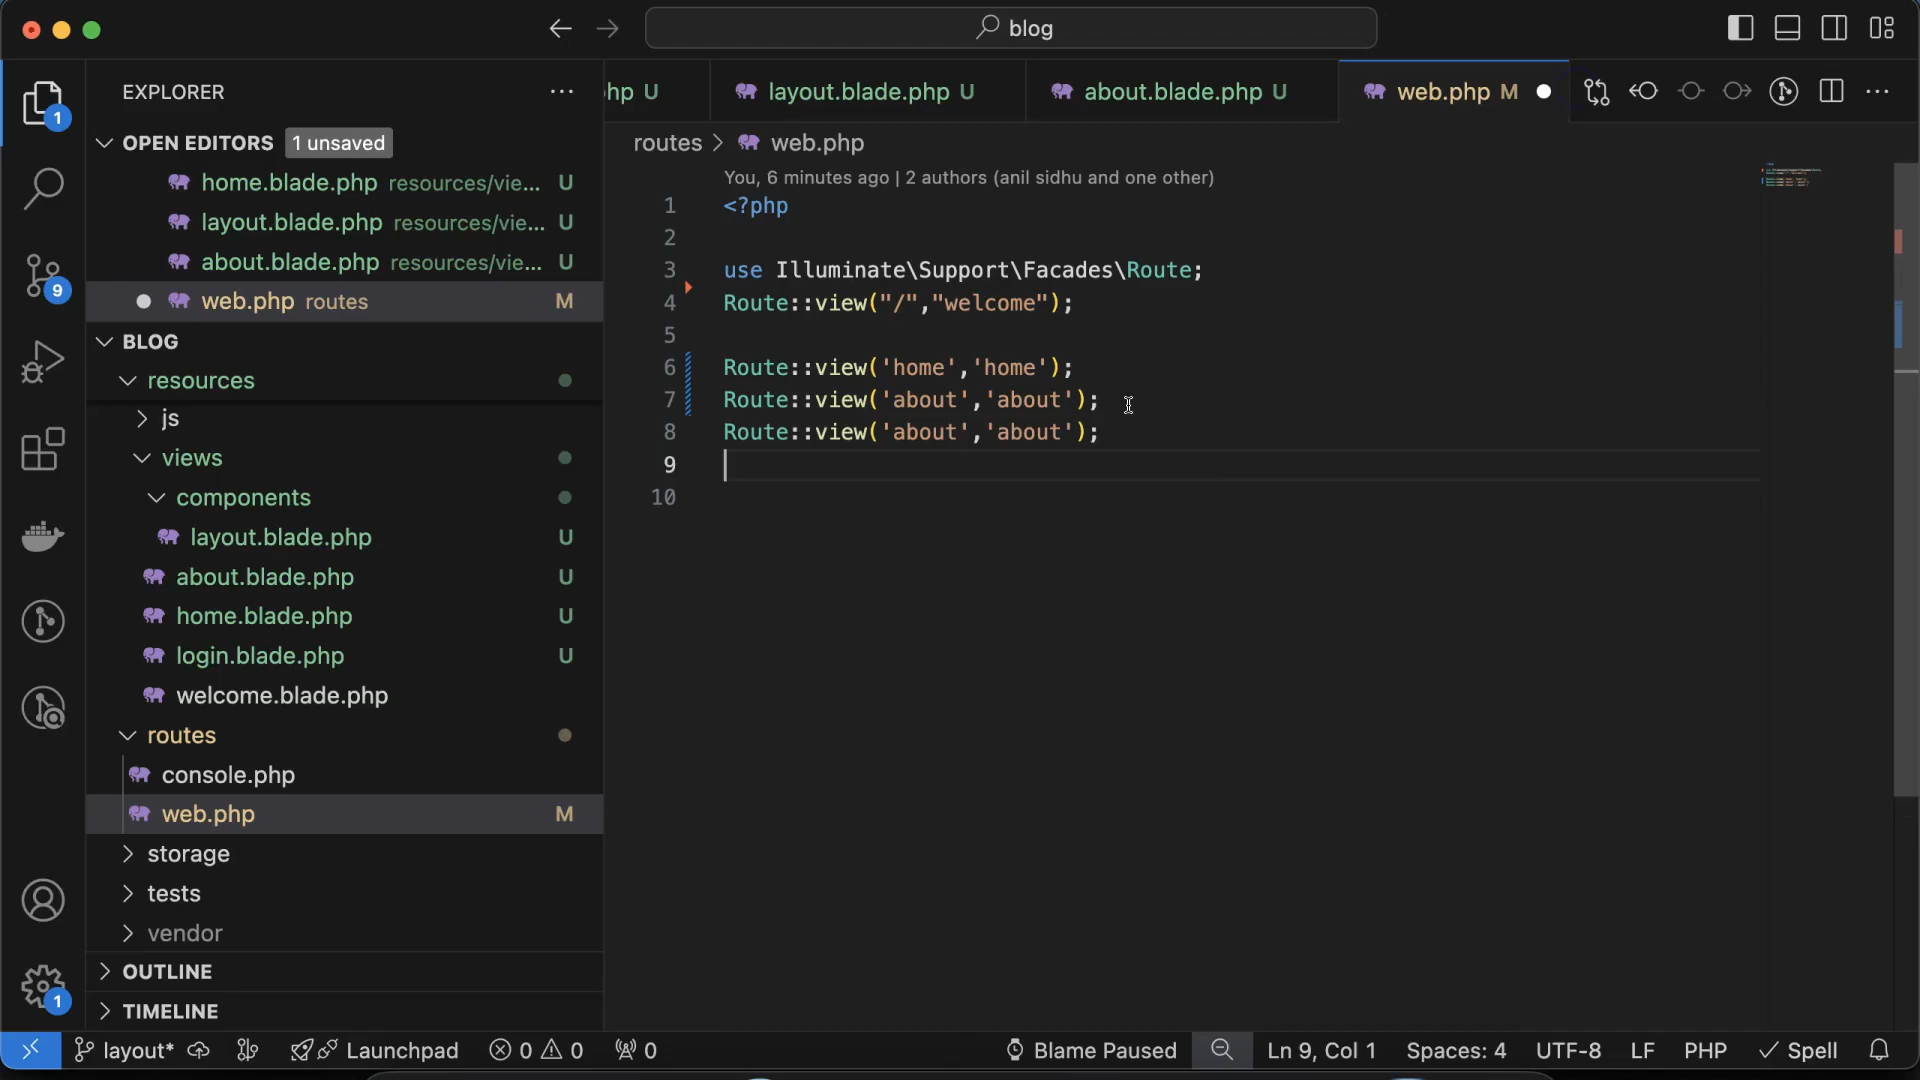 blog
EXPLORER
OPEN EDITORS 1 unsaved
home.blade.php resources/vie... U
layout.blade.php resources/vie... U
about.blade.php resources/vie... U
web.php routes M
BLOG
resources
js
views
components
layout.blade.php U
about.blade.php U
home.blade.php U
login.blade.php U
welcome.blade.php
routes
console.php
web.php M
storage
tests
vendor
OUTLINE
TIMELINE
1
9
1
hp U
layout.blade.php U
about.blade.php U
web.php M
routes > web.php
You, 6 minutes ago | 2 authors (anil sidhu and one other)
1 <?php
2
3 use Illuminate\Support\Facades\Route;
4 Route::view("/","welcome");
5
6 Route::view('home','home');
7 Route::view('about','about');
8 Route::view('about','about');
9
10
layout* Launchpad 0 0 0 Blame Paused Ln 9, Col 1 Spaces: 4 UTF-8 LF PHP Spell